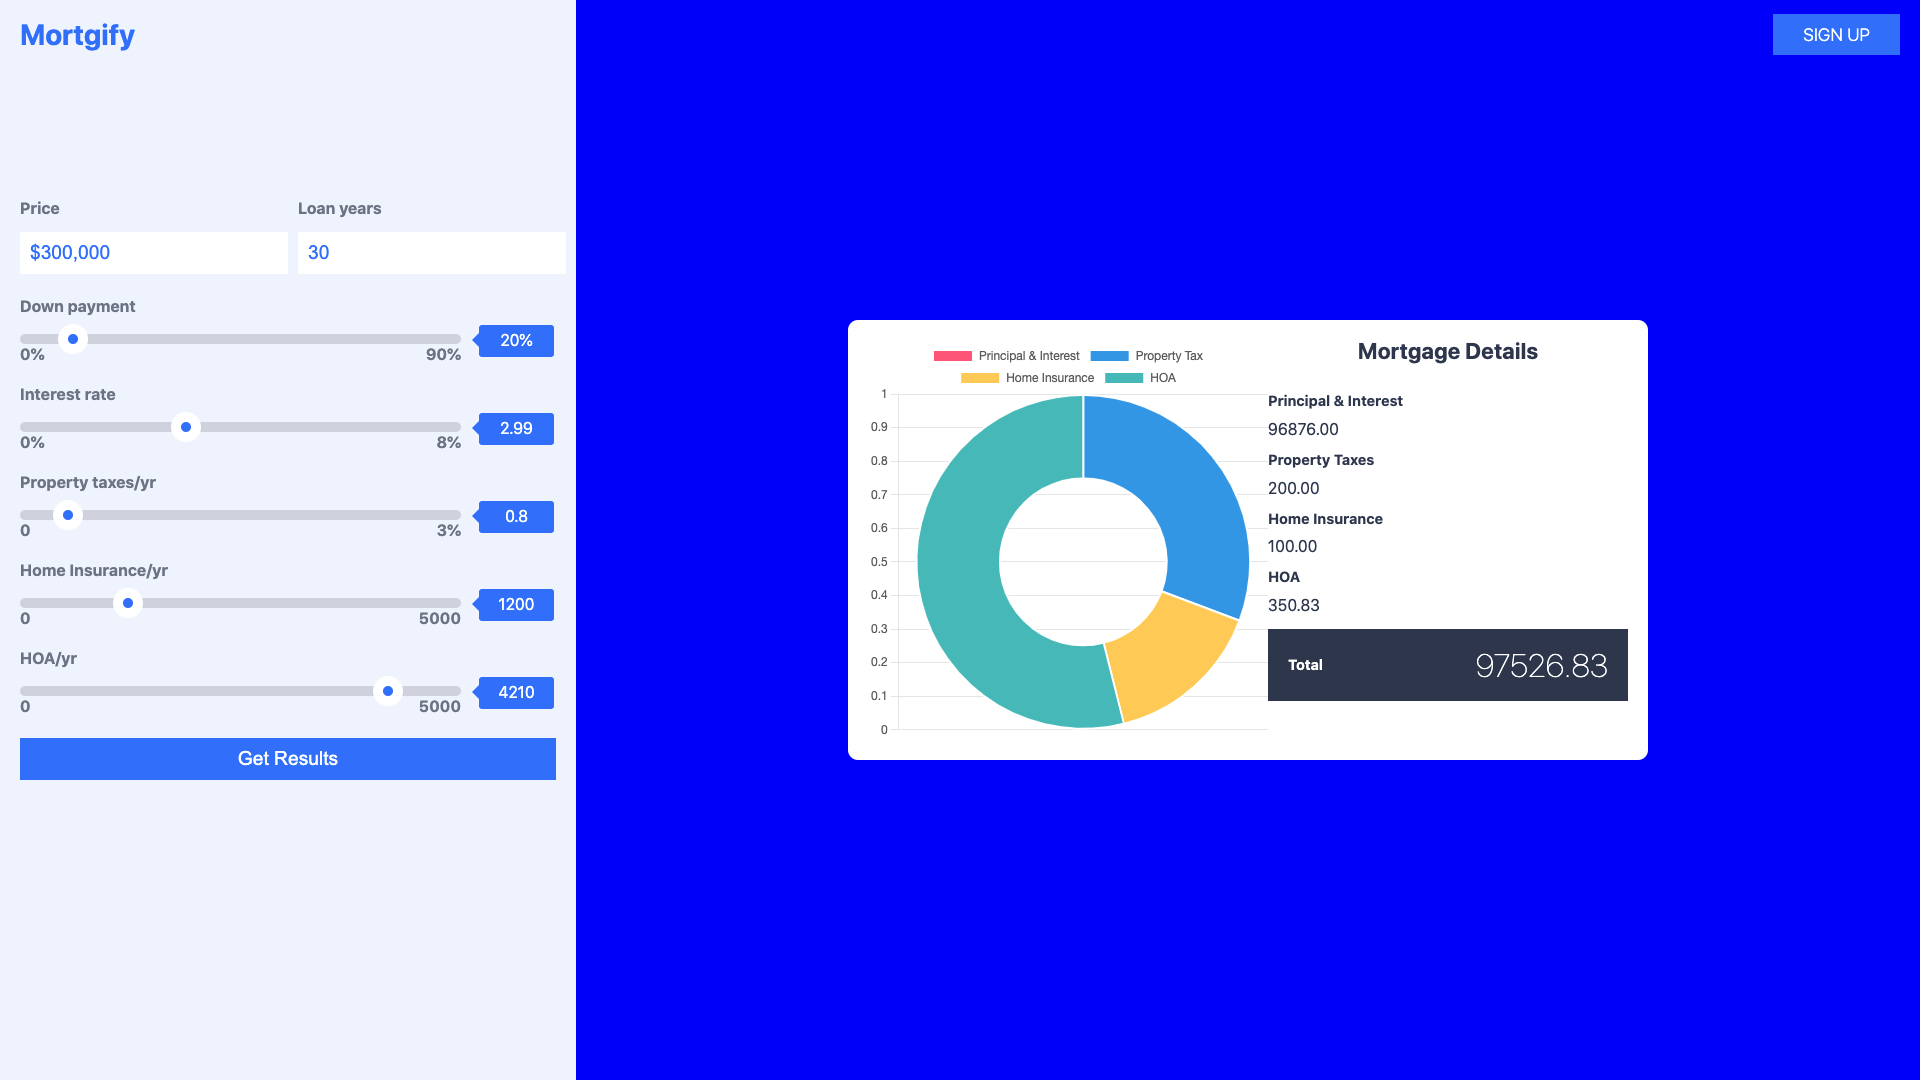 Mortgify
SIGN UP
Price
Loan years
$300,000
30
Down payment
20%
0%
90%
Interest rate
2.99
0%
8%
Property taxes/yr
0.8
0
3%
Home Insurance/yr
1200
0
5000
HOA/yr
4210
0
5000
Get Results
Principal & Interest
Property Tax
Home Insurance
HOA
1
0.9
0.8
0.7
0.6
0.5
0.4
0.3
0.2
0.1
0
Mortgage Details
Principal & Interest
96876.00
Property Taxes
200.00
Home Insurance
100.00
HOA
350.83
Total
97526.83